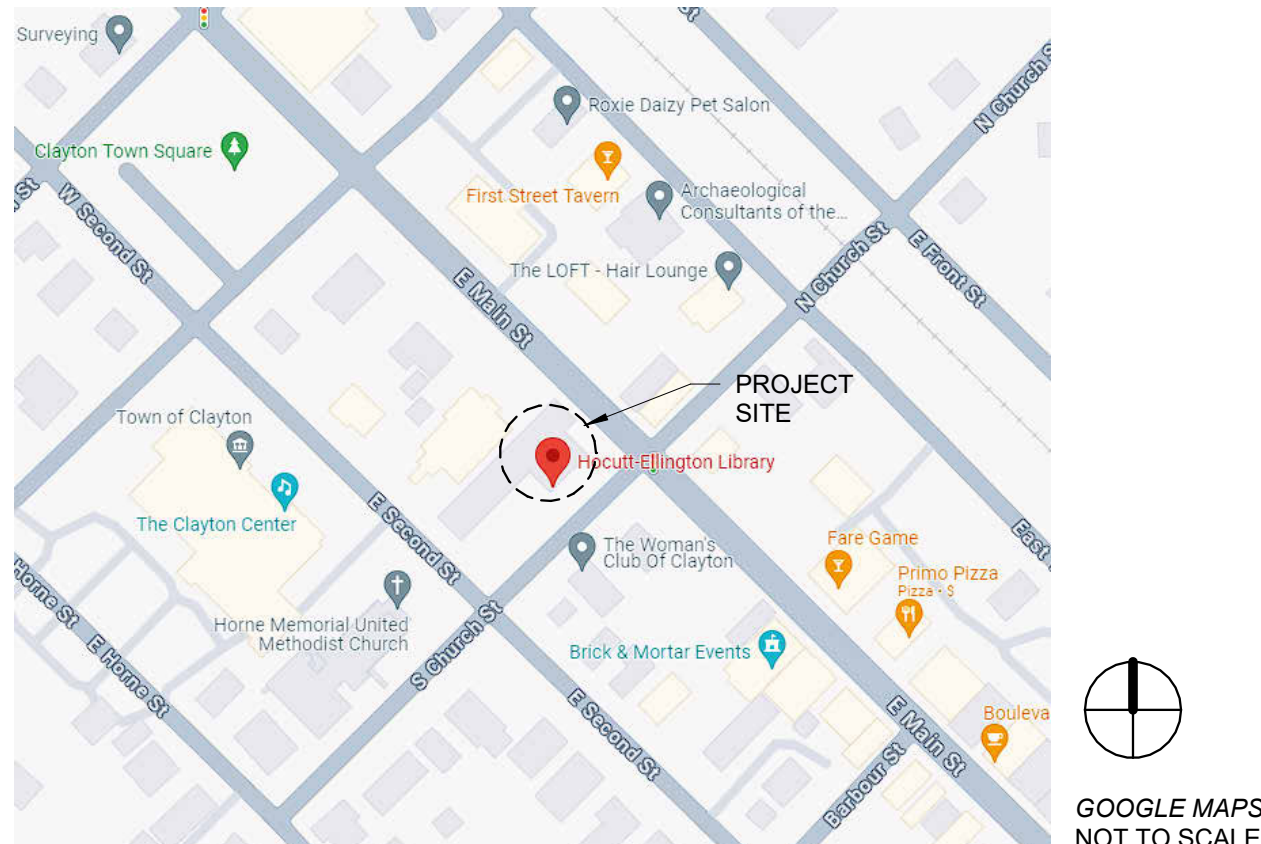 Surveying
Clayton Town Square
W Second St
St
St
Roxie Daizy Pet Salon
First Street Tavern
Archaeological
Consultants of the...
The LOFT - Hair Lounge
N Church S
N Church St
E Front St
E Main St
PROJECT
SITE
Hocutt-Ellington Library
Town of Clayton
The Clayton Center
E Second St
The Woman's
Club Of Clayton
Fare Game
Primo Pizza
Pizza · $
East
Horne St
E Horne St
Horne Memorial United
Methodist Church
S Church St
Brick & Mortar Events
E Second St
Bouleva
E Main St
Barbour St
GOOGLE MAPS
NOT TO SCALE